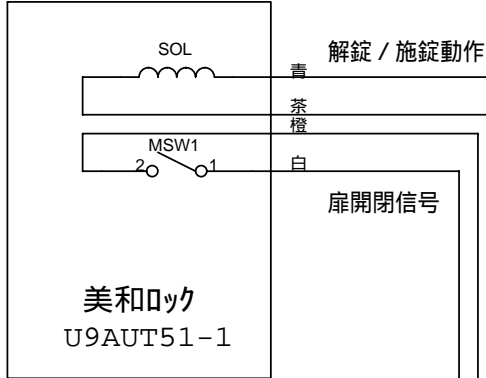 SOL
解錠 / 施錠動作
青
茶
橙
MSW1
2 1
白
扉開閉信号
美和ロック
U9AUT51-1